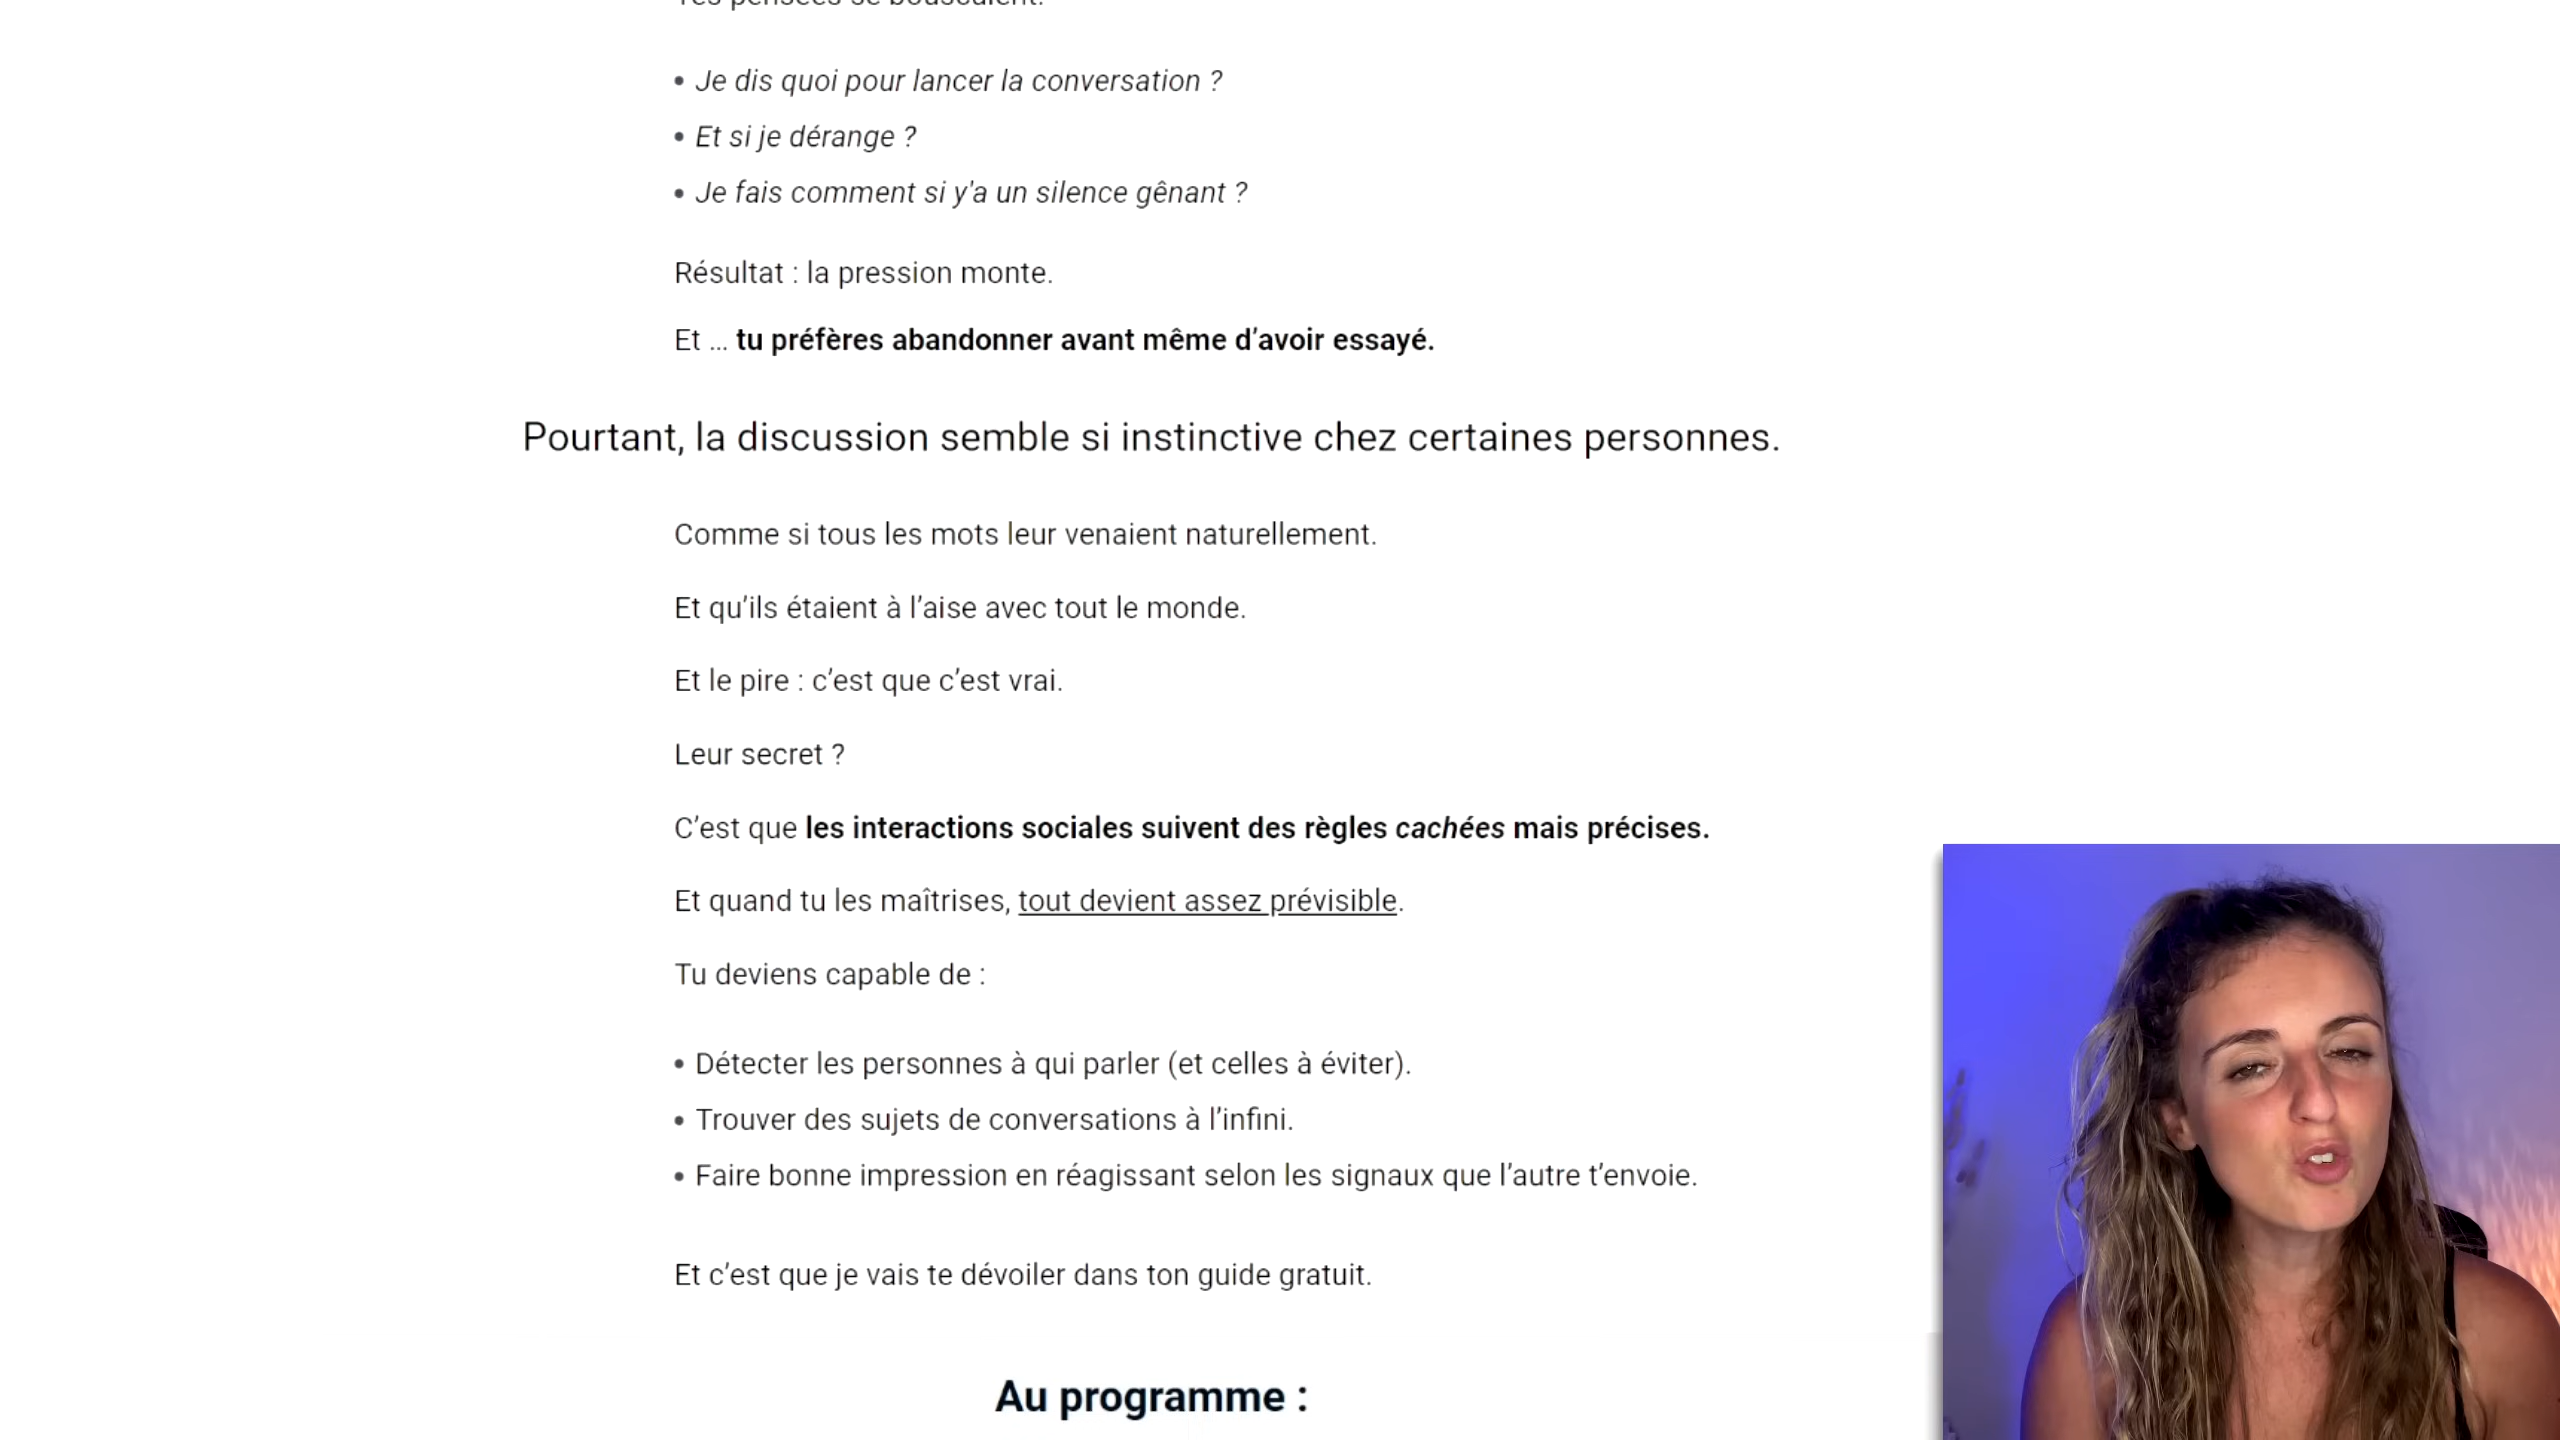 Tes pensées se bousculent.
• Je dis quoi pour lancer la conversation ?
• Et si je dérange ?
• Je fais comment si y'a un silence gênant ?
Résultat : la pression monte.
Et ... tu préfères abandonner avant même d’avoir essayé.
Pourtant, la discussion semble si instinctive chez certaines personnes.
Comme si tous les mots leur venaient naturellement.
Et qu’ils étaient à l’aise avec tout le monde.
Et le pire : c’est que c’est vrai.
Leur secret ?
C’est que les interactions sociales suivent des règles cachées mais précises.
Et quand tu les maîtrises, tout devient assez prévisible.
Tu deviens capable de :
• Détecter les personnes à qui parler (et celles à éviter).
• Trouver des sujets de conversations à l’infini.
• Faire bonne impression en réagissant selon les signaux que l’autre t’envoie.
Et c’est que je vais te dévoiler dans ton guide gratuit.
Au programme :